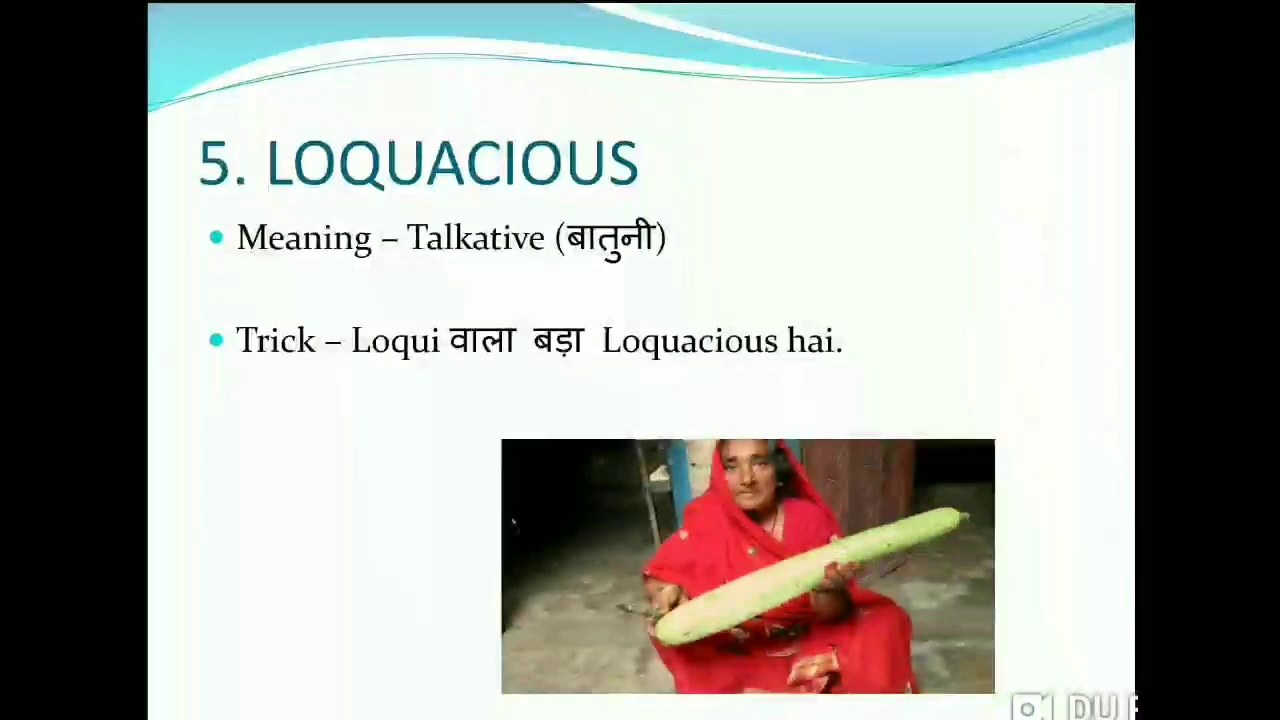 5. LOQUACIOUS
Meaning – Talkative (बातुनी)
Trick – Loqui वाला बड़ा Loquacious hai.